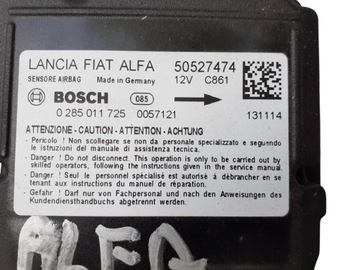 LANCIA FIAT ALFA 50527474
SENSORE AIRBAG Made in Germany 12V C861
BOSCH 085
0 285 011 725 0057121 131114
ATTENZIONE - CAUTION - ATTENTION - ACHTUNG
- Pericolo ! Non scollegare se non da personale specializzato e seguendo
le istruzioni del manuale di assistenza tecnica.
- Danger ! Do not disconnect. This operation is only to be carried out by
skilled operators, following the instructions given in the service manual.
- Danger ! Seul le personnel spécialisé est autorisé à débrancher en se
tenant aux instructions du manuel de réparation.
- Gefahr ! Darf nur von Fachpersonal und nach den Anweisungen des
Kundendiensthandbuchs abgetrennt werden.
ALFA